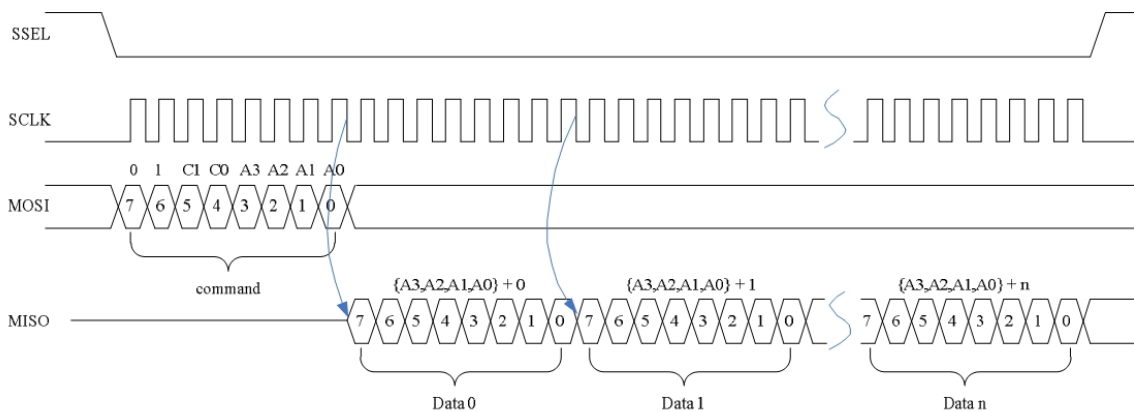 SSEL
SCLK
0 1 C1 C0 A3 A2 A1 A0
MOSI 7 6 5 4 3 2 1 0
command
{A3,A2,A1,A0} + 0 {A3,A2,A1,A0} + 1 {A3,A2,A1,A0} + n
MISO 7 6 5 4 3 2 1 0 7 6 5 4 3 2 1 0 7 6 5 4 3 2 1 0
Data 0 Data 1 Data n